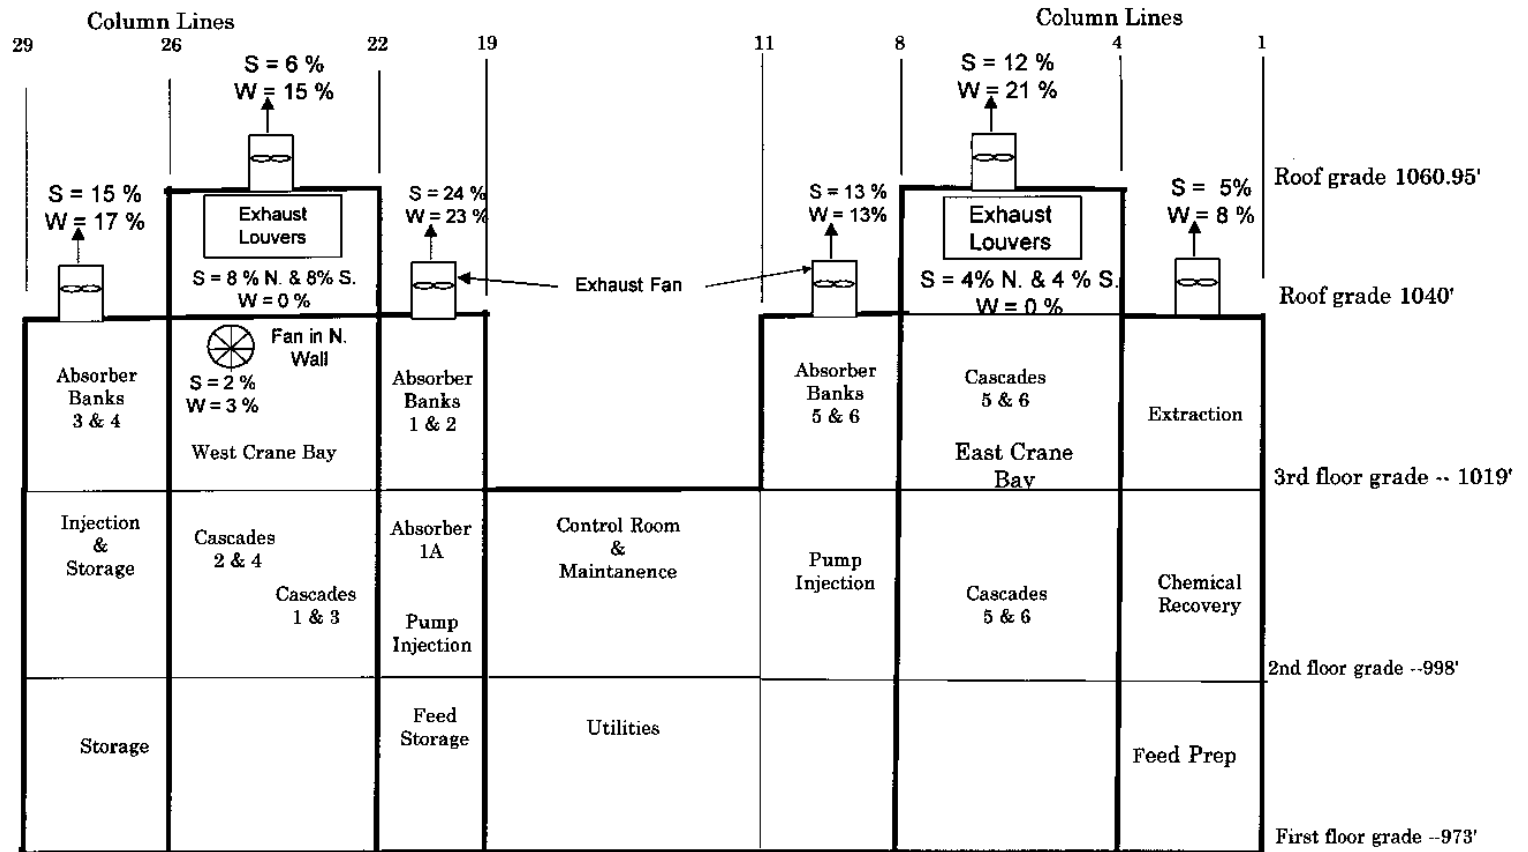 Column Lines
Column Lines
29
26
22
19
11
8
4
1
S = 6 %
W = 15 %
S = 12 %
W = 21 %
S = 15 %
W = 17 %
S = 24 %
W = 23 %
S = 13 %
W = 13%
S = 5%
W = 8 %
Roof grade 1060.95'
Exhaust
Louvers
Exhaust
Louvers
S = 8 % N. & 8% S.
W = 0 %
Exhaust Fan
S = 4% N. & 4 % S.
W = 0 %
Roof grade 1040'
Fan in N.
Wall
S = 2 %
W = 3 %
Absorber
Banks
3 & 4
Absorber
Banks
1 & 2
Absorber
Banks
5 & 6
Cascades
5 & 6
Extraction
West Crane Bay
East Crane
Bay
3rd floor grade -- 1019'
Injection
&
Storage
Cascades
2 & 4
Cascades
1 & 3
Absorber
1A
Pump
Injection
Control Room
&
Maintanence
Pump
Injection
Cascades
5 & 6
Chemical
Recovery
2nd floor grade --998'
Storage
Feed
Storage
Utilities
Feed Prep
First floor grade --973'